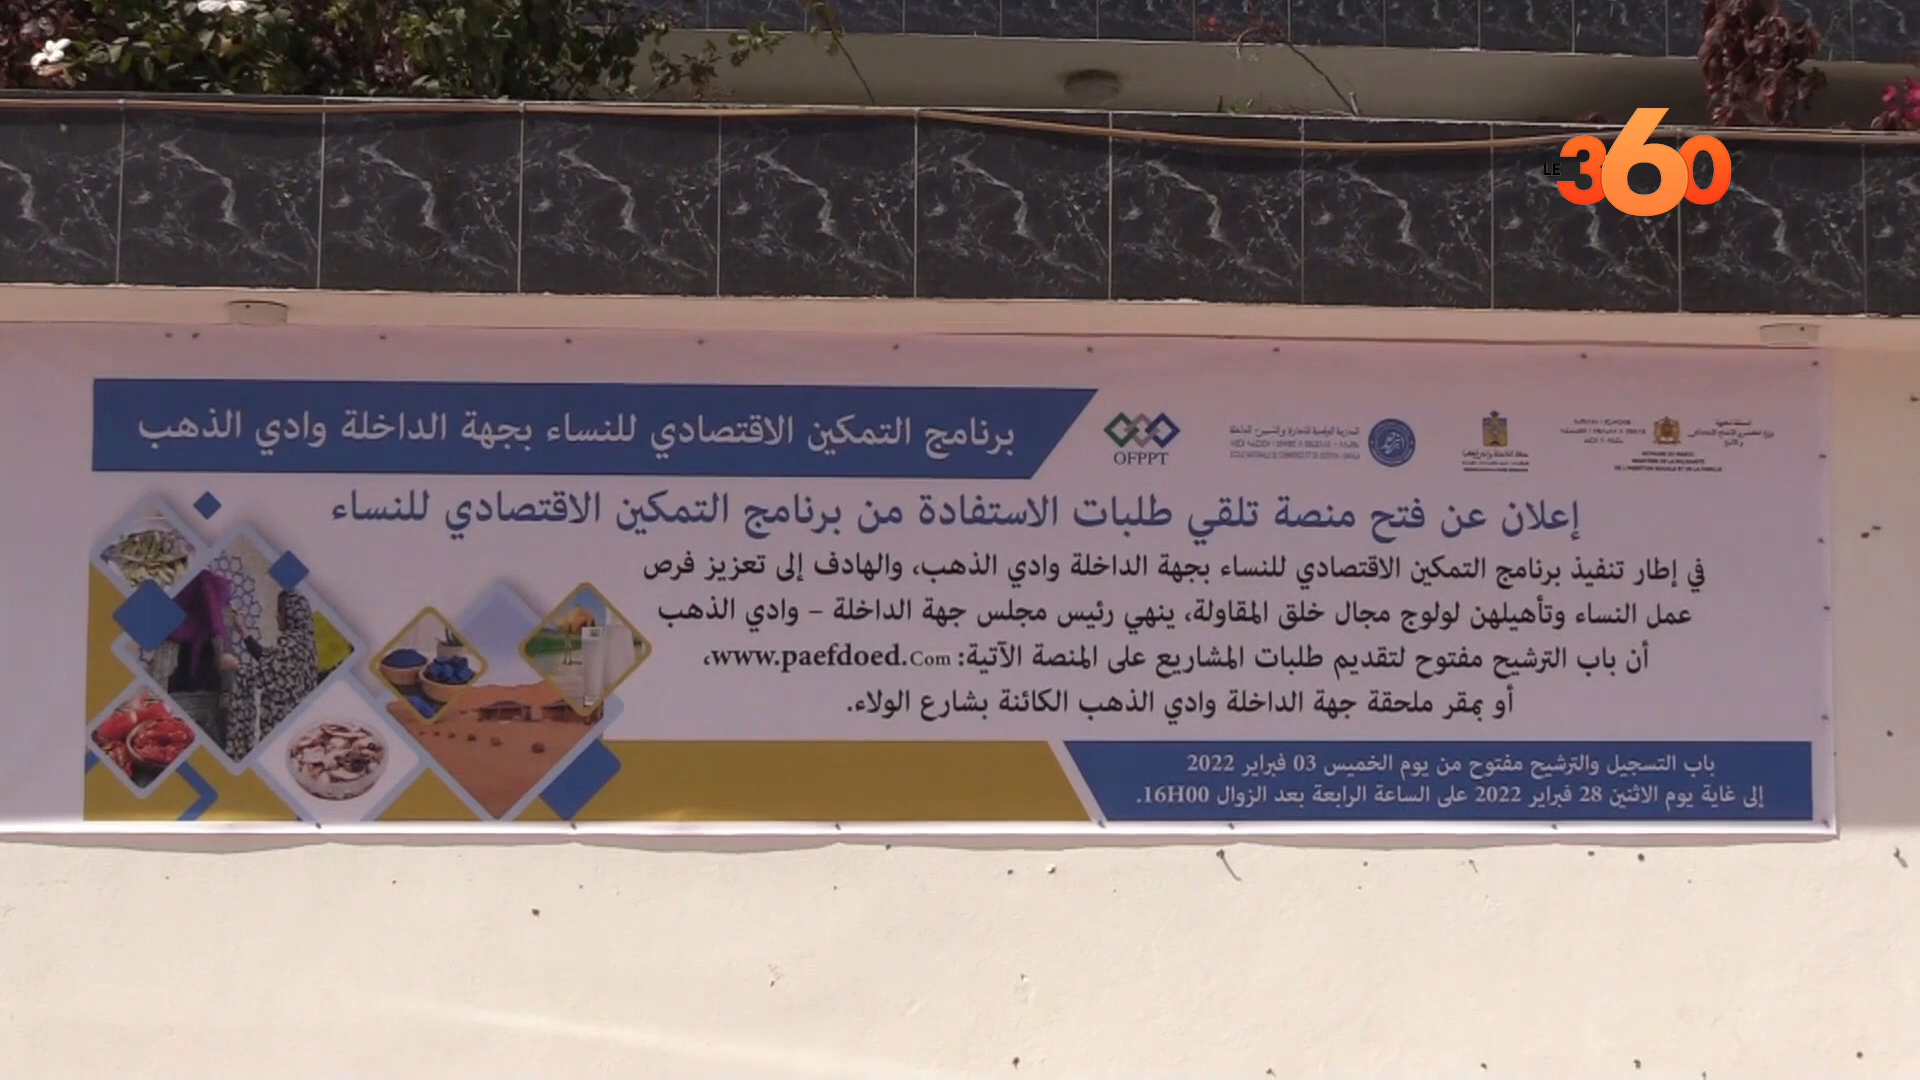 LE 360
برنامج التمكين الاقتصادي للنساء بجهة الداخلة وادي الذهب
OFPPT
إعلان عن فتح منصة تلقي طلبات الاستفادة من برنامج التمكين الاقتصادي للنساء
في إطار تنفيذ برنامج التمكين الاقتصادي للنساء بجهة الداخلة وادي الذهب، والهادف إلى تعزيز فرص
عمل النساء وتأهيلهن لولوج مجال خلق المقاولة، ينهي رئيس مجلس جهة الداخلة – وادي الذهب
أن باب الترشيح مفتوح لتقديم طلبات المشاريع على المنصة الآتية: www.paefdoed.Com،
أو بمقر ملحقة جهة الداخلة وادي الذهب الكائنة بشارع الولاء.
باب التسجيل والترشيح مفتوح من يوم الخميس 03 فبراير 2022
إلى غاية يوم الاثنين 28 فبراير 2022 على الساعة الرابعة بعد الزوال 16H00.